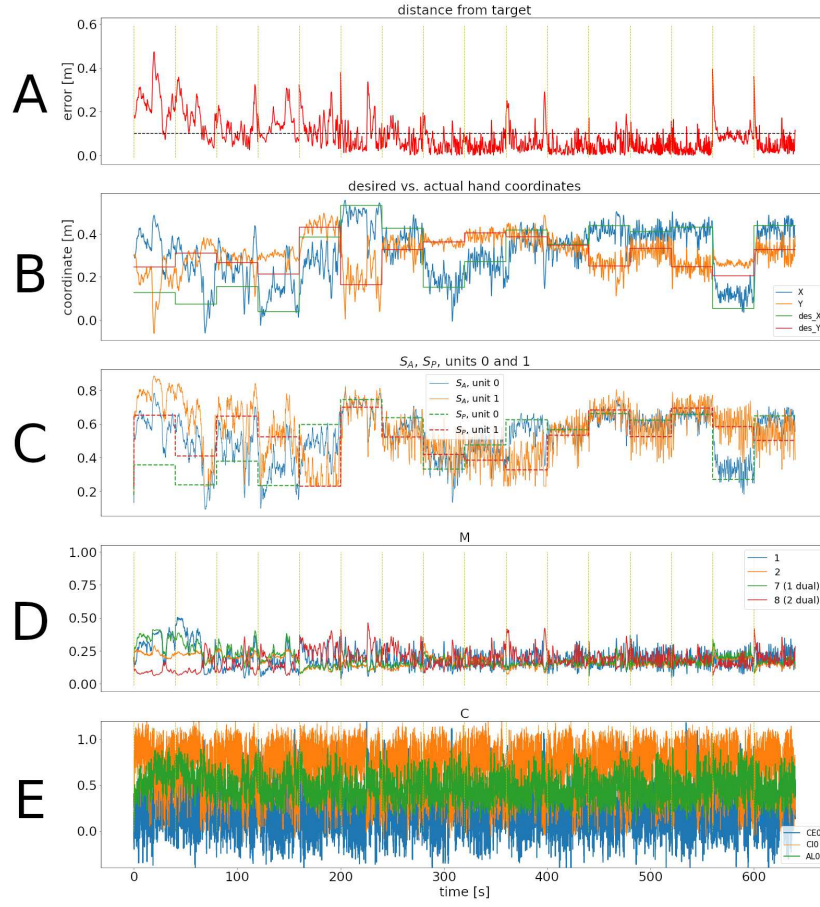 distance from target
A
error [m]
0.6
0.4
0.2
0.0
desired vs. actual hand coordinates
B
coordinate [m]
0.4
0.2
0.0
X
Y
des_X
des_Y
S_A, S_P, units 0 and 1
C
0.8
0.6
0.4
0.2
S_A, unit 0
S_A, unit 1
S_P, unit 0
S_P, unit 1
M
D
1.00
0.75
0.50
0.25
0.00
1
2
7 (1 dual)
8 (2 dual)
C
E
1.0
0.5
0.0
CE0
CI0
AL0
0 100 200 300 400 500 600
time [s]